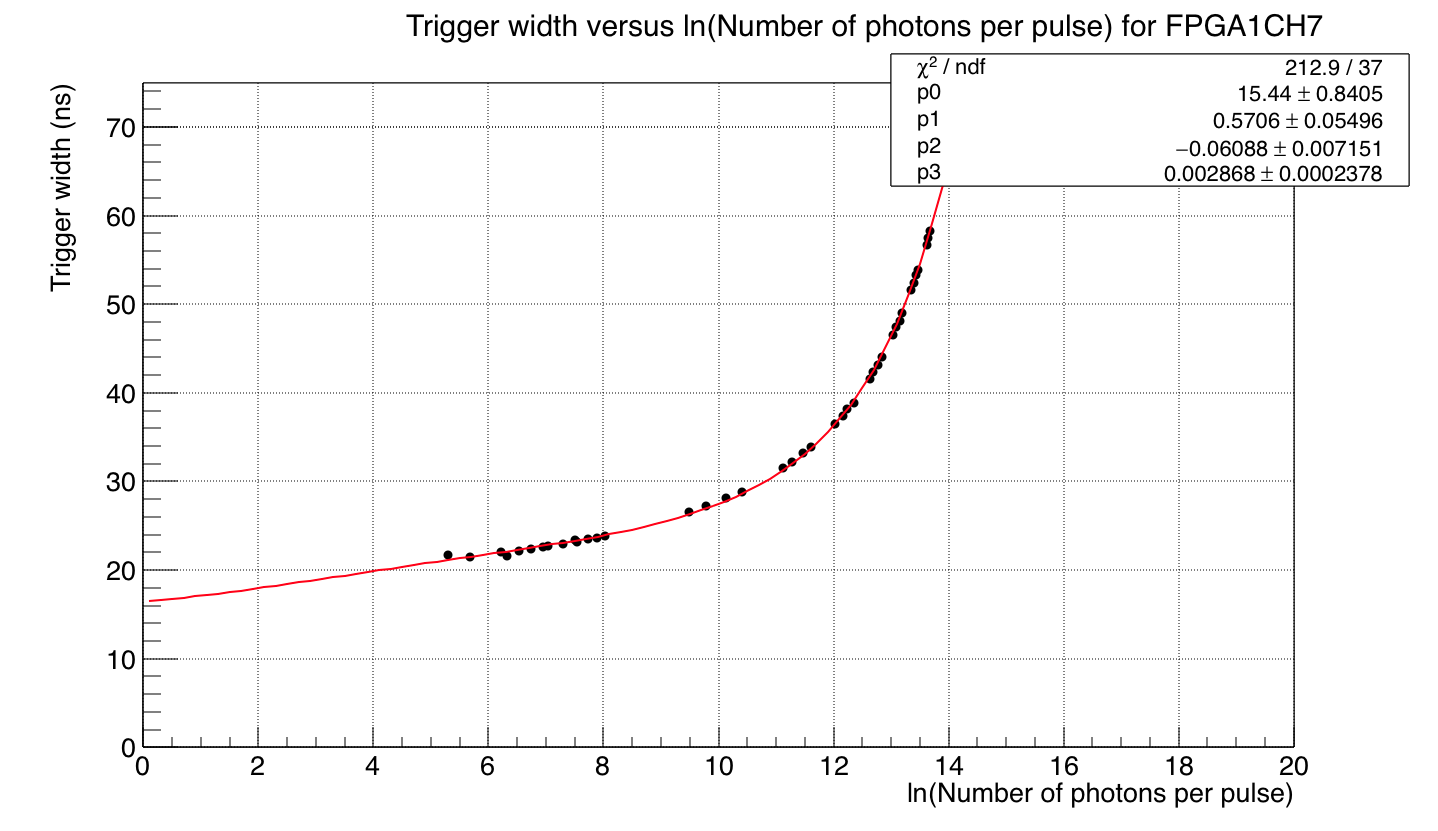 Trigger width versus ln(Number of photons per pulse) for FPGA1CH7
χ² / ndf 212.9 / 37
p0 15.44 ± 0.8405
p1 0.5706 ± 0.05496
p2 −0.06088 ± 0.007151
p3 0.002868 ± 0.0002378
Trigger width (ns)
70
60
50
40
30
20
10
0
0 2 4 6 8 10 12 14 16 18 20
ln(Number of photons per pulse)